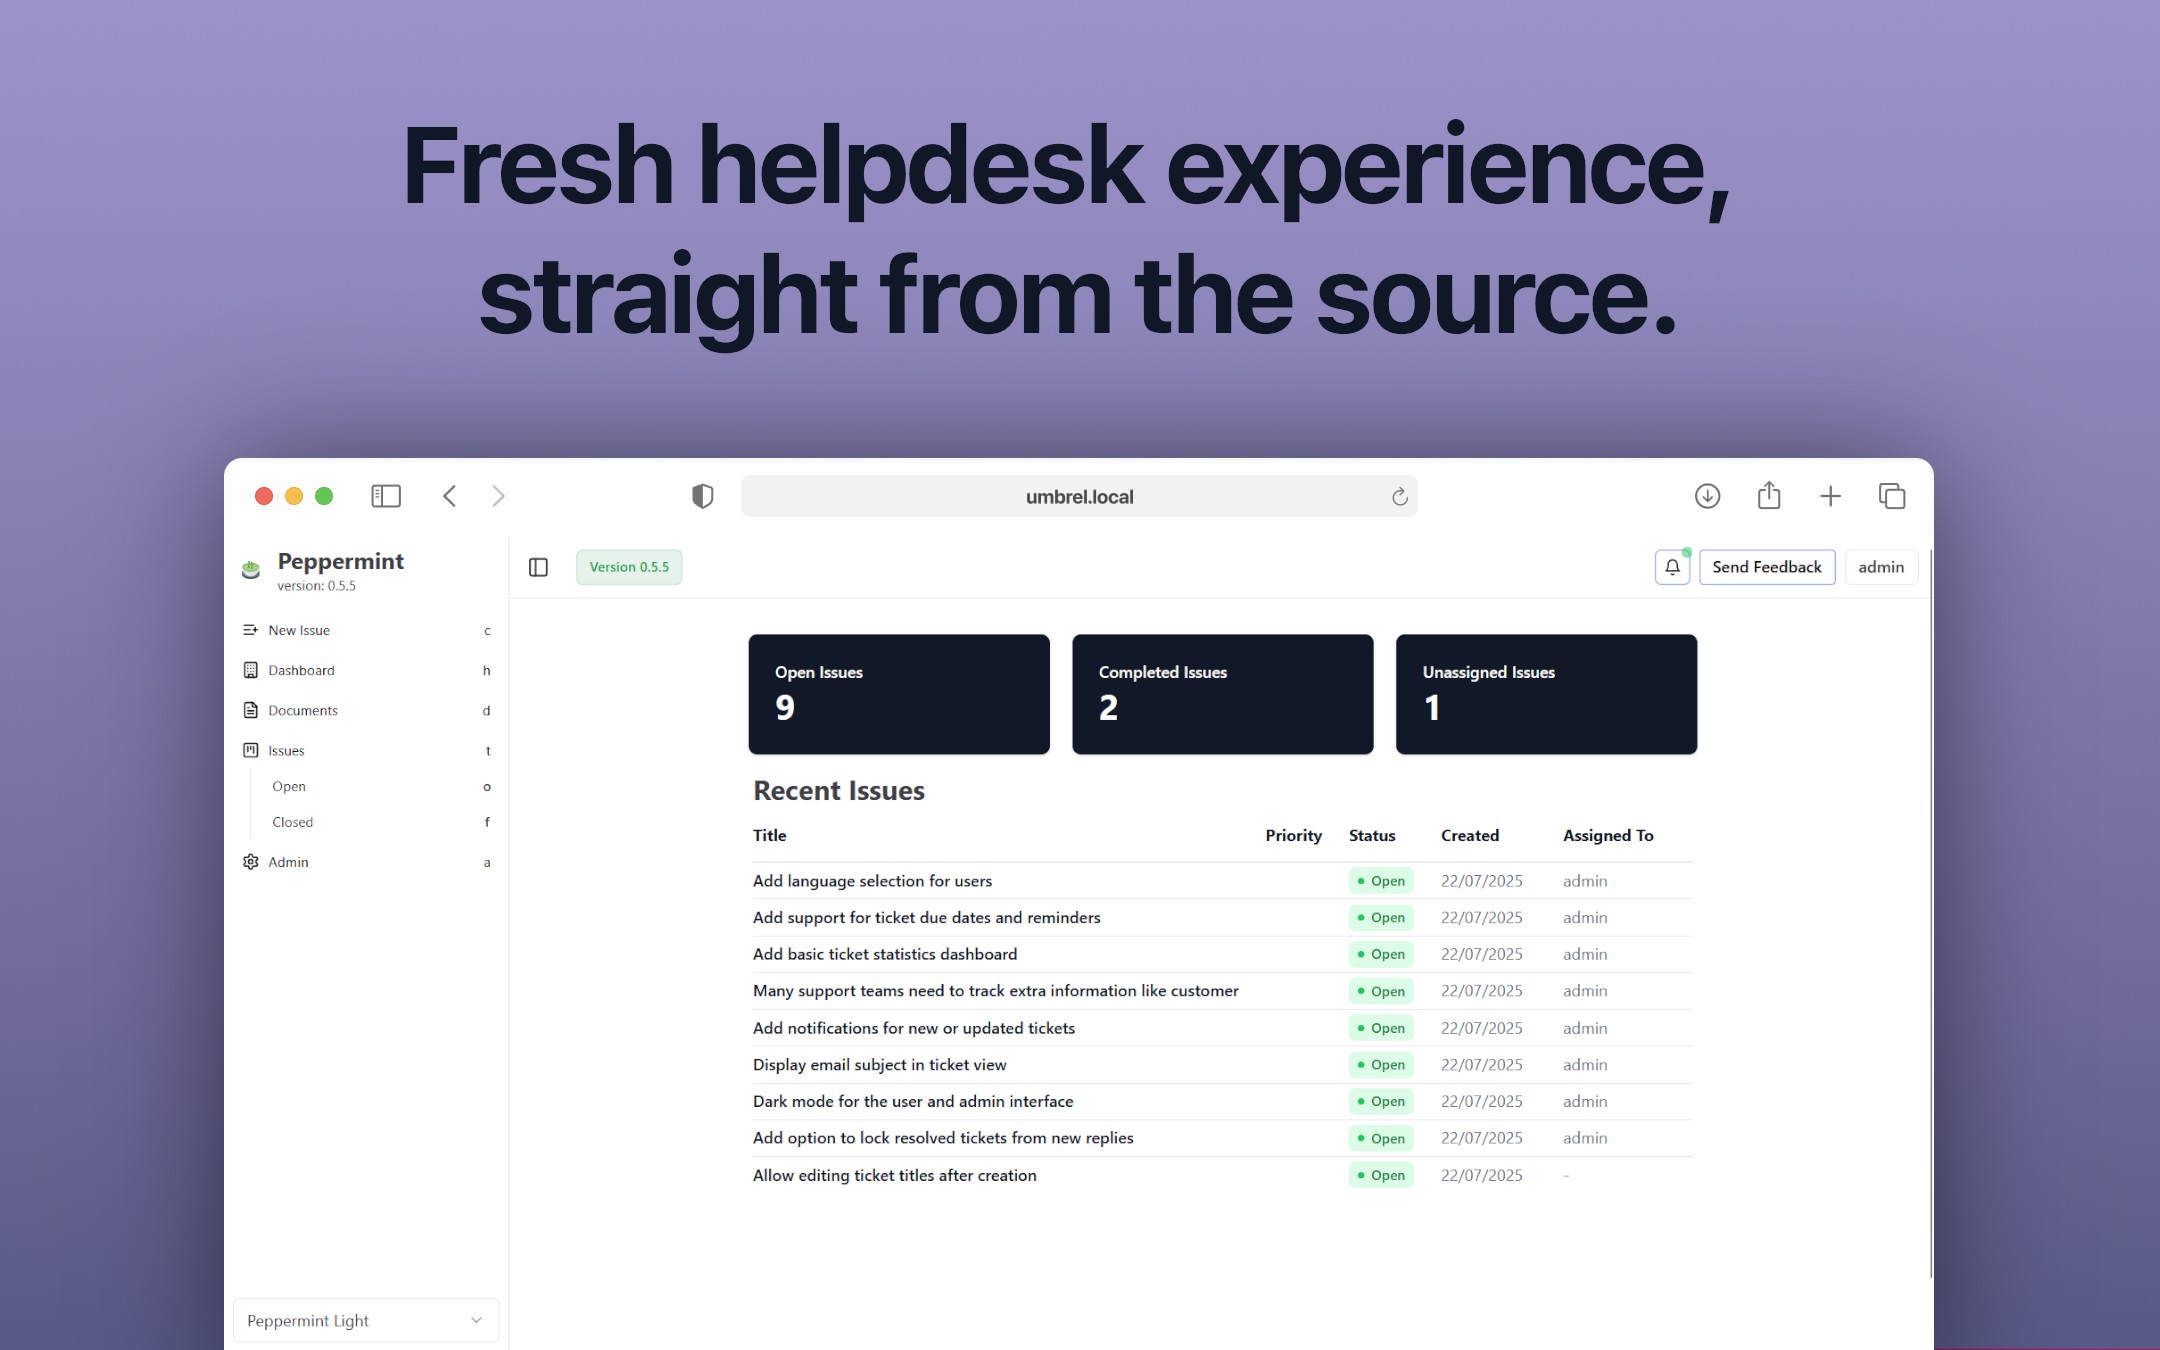 Fresh helpdesk experience,
straight from the source.
umbrel.local
Peppermint
version: 0.5.5
New Issue c
Dashboard h
Documents d
Issues t
Open o
Closed f
Admin a
Peppermint Light
Version 0.5.5
Send Feedback
admin
Open Issues
9
Completed Issues
2
Unassigned Issues
1
Recent Issues
Title Priority Status Created Assigned To
Add language selection for users Open 22/07/2025 admin
Add support for ticket due dates and reminders Open 22/07/2025 admin
Add basic ticket statistics dashboard Open 22/07/2025 admin
Many support teams need to track extra information like customer Open 22/07/2025 admin
Add notifications for new or updated tickets Open 22/07/2025 admin
Display email subject in ticket view Open 22/07/2025 admin
Dark mode for the user and admin interface Open 22/07/2025 admin
Add option to lock resolved tickets from new replies Open 22/07/2025 admin
Allow editing ticket titles after creation Open 22/07/2025 -